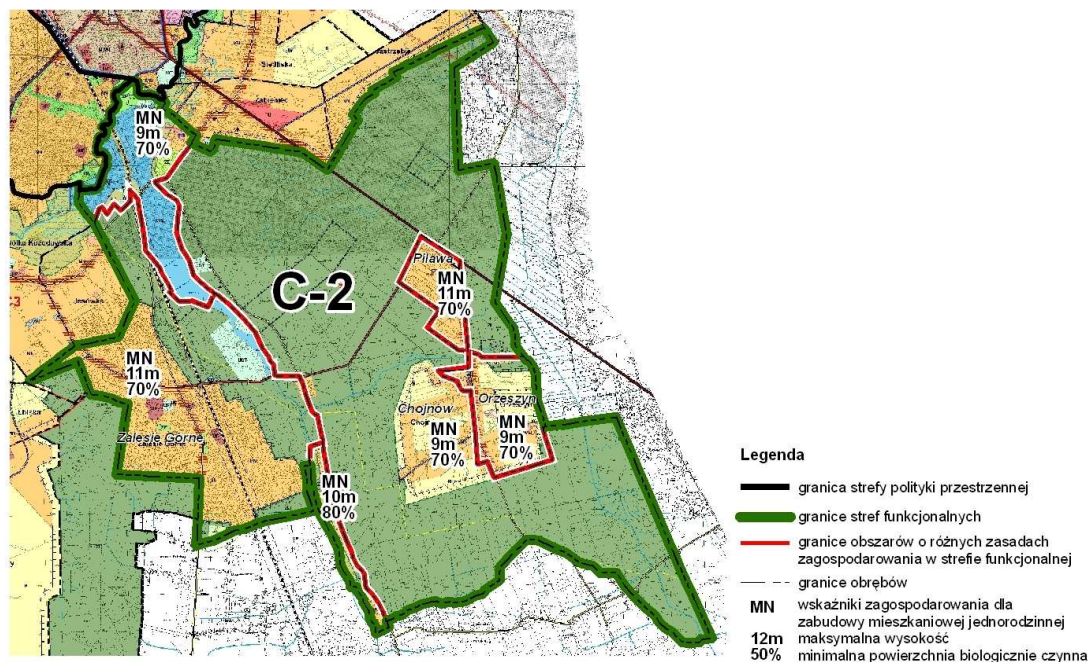 Siedliska
MN
9m
70%
C-2
Pilawa
MN
11m
70%
MN
11m
70%
Zalesie Górne
Chojnow
Orzeszyn
MN
9m
70%
MN
9m
70%
MN
10m
80%
Legenda
granica strefy polityki przestrzennej
granice stref funkcjonalnych
granice obszarów o różnych zasadach
zagospodarowania w strefie funkcjonalnej
granice obrębów
MN wskaźniki zagospodarowania dla
zabudowy mieszkaniowej jednorodzinnej
12m maksymalna wysokość
50% minimalna powierzchnia biologicznie czynna